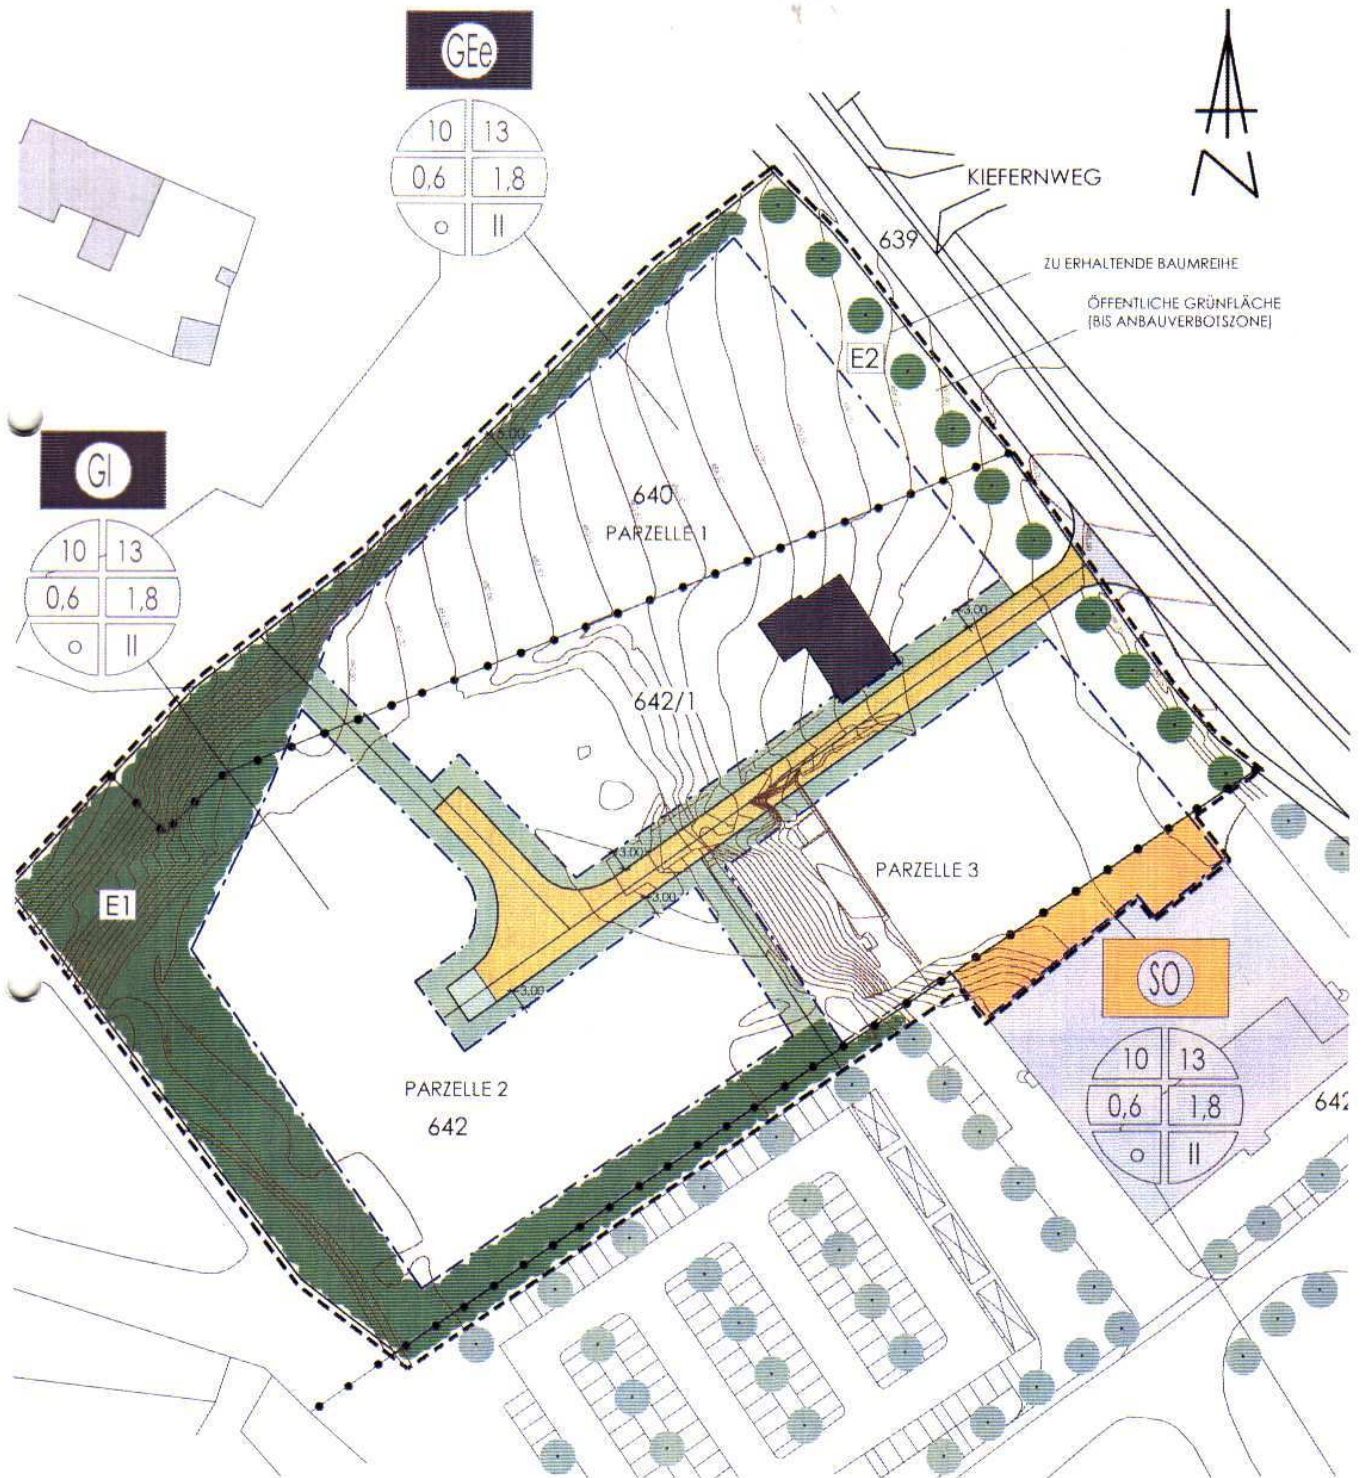 GEe
10 13
0,6 1,8
o II
N
KIEFERNWEG
639
ZU ERHALTENDE BAUMREIHE
ÖFFENTLICHE GRÜNFLÄCHE
(BIS ANBAUVERBOTSZONE)
E2
GI
10 13
0,6 1,8
o II
5.00
640
PARZELLE 1
3.00
642/1
3.00
3.00
PARZELLE 3
E1
3.00
SO
10 13
0,6 1,8
o II
642
PARZELLE 2
642